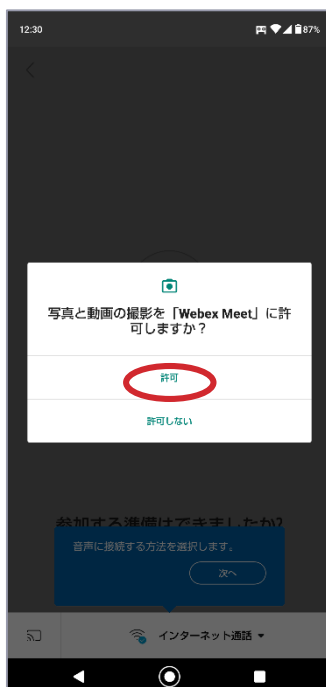 12:30
87%
写真と動画の撮影を「Webex Meet」に許
可しますか？
許可
許可しない
参加する準備はできましたか?
音声に接続する方法を選択します。
次へ
インターネット通話